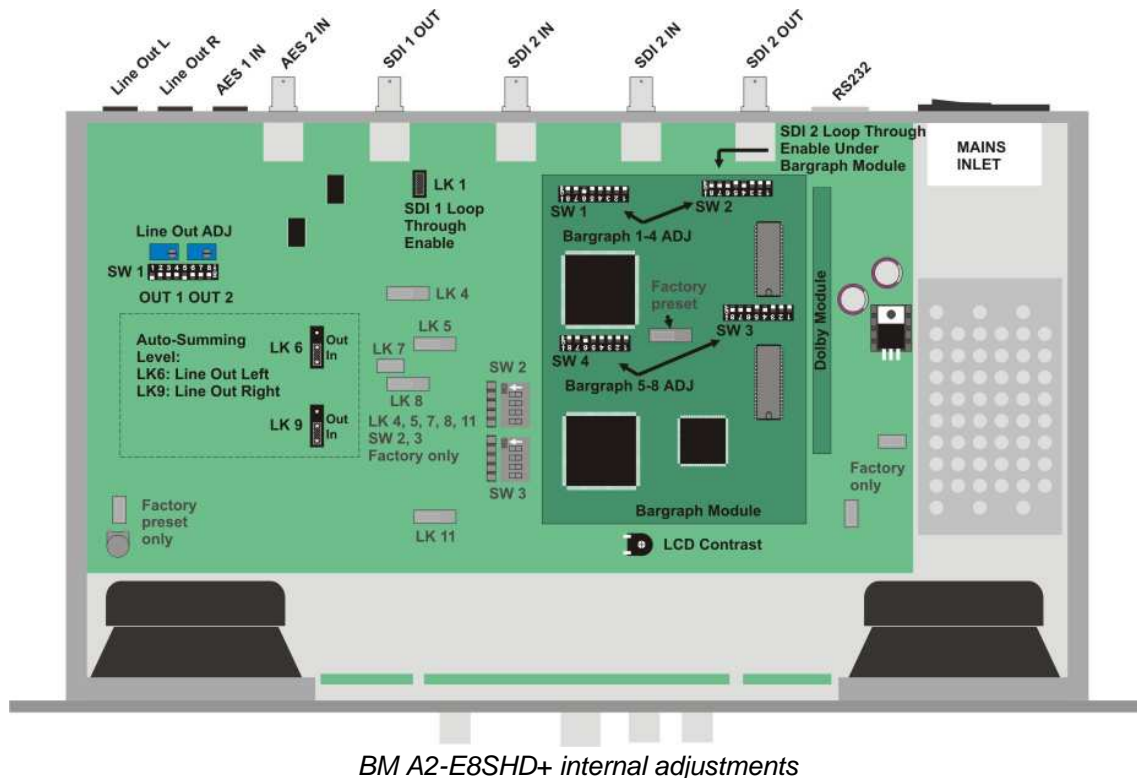 Line Out L
Line Out R
AES 1 IN
AES 2 IN
SDI 1 OUT
SDI 2 IN
SDI 2 IN
SDI 2 OUT
RS232
SDI 2 Loop Through
Enable Under
Bargraph Module
MAINS
INLET
LK 1
SDI 1 Loop
Through
Enable
SW 1
SW 2
Bargraph 1-4 ADJ
Line Out ADJ
SW 1
OUT 1 OUT 2
LK 4
Factory
preset
SW 3
Dolby Module
Auto-Summing
Level:
LK6: Line Out Left
LK9: Line Out Right
LK 6
Out
In
LK 5
LK 7
LK 8
SW 4
Bargraph 5-8 ADJ
SW 2
LK 9
Out
In
LK 4, 5, 7, 8, 11
SW 2, 3
Factory only
SW 3
Factory
only
Factory
preset
only
LK 11
Bargraph Module
LCD Contrast
BM A2-E8SHD+ internal adjustments